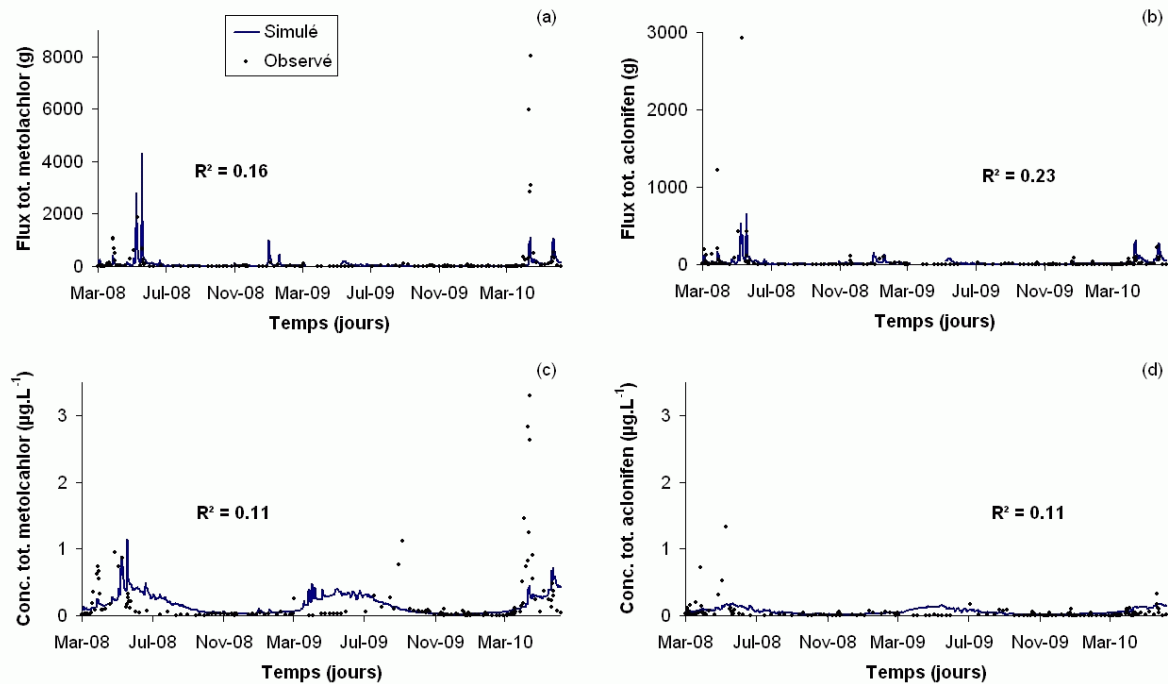 (a)
Simulé
Observé
Flux tot. metolachlor (g)
8000
6000
4000
2000
0
R² = 0.16
Mar-08 Jul-08 Nov-08 Mar-09 Jul-09 Nov-09 Mar-10
Temps (jours)
(b)
Flux tot. aclonifen (g)
3000
2000
1000
0
R² = 0.23
Mar-08 Jul-08 Nov-08 Mar-09 Jul-09 Nov-09 Mar-10
Temps (jours)
(c)
Conc. tot. metolcahlor (µg.L⁻¹)
3
2
1
0
R² = 0.11
Mar-08 Jul-08 Nov-08 Mar-09 Jul-09 Nov-09 Mar-10
Temps (jours)
(d)
Conc. tot. aclonifen (µg.L⁻¹)
3
2
1
0
R² = 0.11
Mar-08 Jul-08 Nov-08 Mar-09 Jul-09 Nov-09 Mar-10
Temps (jours)